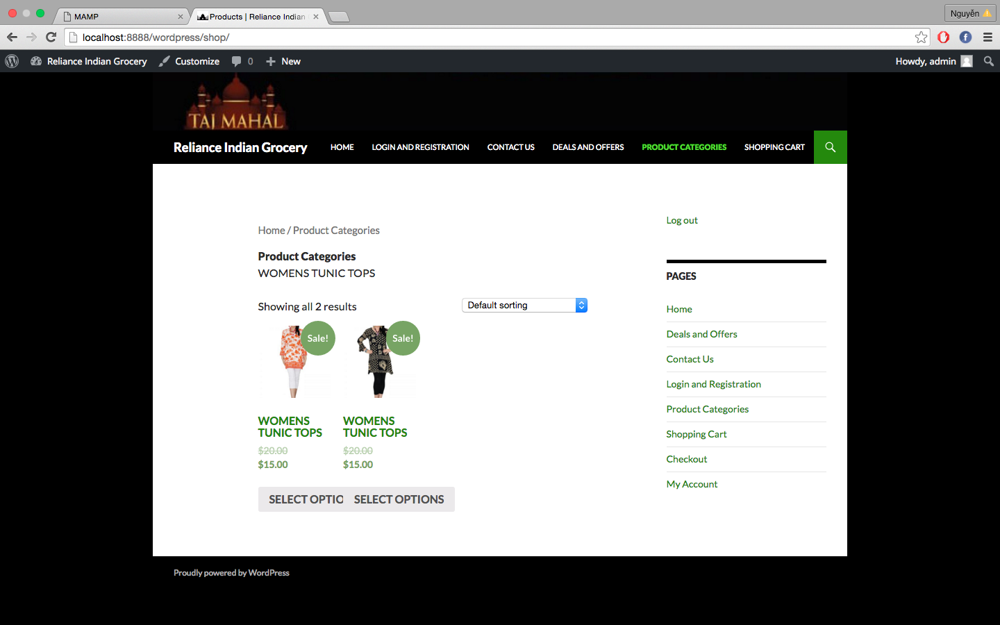 MAMP
Products | Reliance Indian
Nguyễn
localhost:8888/wordpress/shop/
Reliance Indian Grocery
Customize
0
New
Howdy, admin
TAJ MAHAL
Reliance Indian Grocery
HOME
LOGIN AND REGISTRATION
CONTACT US
DEALS AND OFFERS
PRODUCT CATEGORIES
SHOPPING CART
Home / Product Categories
Product Categories
WOMENS TUNIC TOPS
Showing all 2 results
Default sorting
Sale!
Sale!
WOMENS
TUNIC TOPS
$20.00
$15.00
SELECT OPTIO
WOMENS
TUNIC TOPS
$20.00
$15.00
SELECT OPTIONS
Log out
PAGES
Home
Deals and Offers
Contact Us
Login and Registration
Product Categories
Shopping Cart
Checkout
My Account
Proudly powered by WordPress